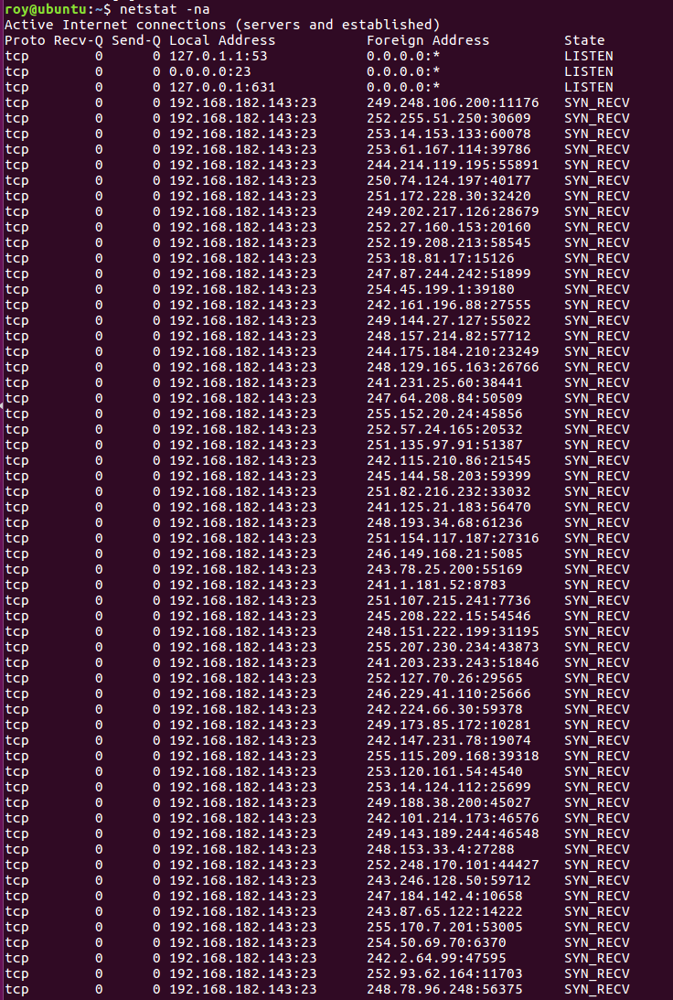 roy@ubuntu:~$ netstat -na
Active Internet connections (servers and established)
Proto Recv-Q Send-Q Local Address           Foreign Address         State
tcp        0      0 127.0.1.1:53            0.0.0.0:*               LISTEN
tcp        0      0 0.0.0.0:23              0.0.0.0:*               LISTEN
tcp        0      0 127.0.0.1:631           0.0.0.0:*               LISTEN
tcp        0      0 192.168.182.143:23      249.248.106.200:11176   SYN_RECV
tcp        0      0 192.168.182.143:23      252.255.51.250:30609    SYN_RECV
tcp        0      0 192.168.182.143:23      253.14.153.133:60078    SYN_RECV
tcp        0      0 192.168.182.143:23      253.61.167.114:39786    SYN_RECV
tcp        0      0 192.168.182.143:23      244.214.119.195:55891   SYN_RECV
tcp        0      0 192.168.182.143:23      250.74.124.197:40177    SYN_RECV
tcp        0      0 192.168.182.143:23      251.172.228.30:32420    SYN_RECV
tcp        0      0 192.168.182.143:23      249.202.217.126:28679   SYN_RECV
tcp        0      0 192.168.182.143:23      252.27.160.153:20160    SYN_RECV
tcp        0      0 192.168.182.143:23      252.19.208.213:58545    SYN_RECV
tcp        0      0 192.168.182.143:23      253.18.81.17:15126      SYN_RECV
tcp        0      0 192.168.182.143:23      247.87.244.242:51899    SYN_RECV
tcp        0      0 192.168.182.143:23      254.45.199.1:39180      SYN_RECV
tcp        0      0 192.168.182.143:23      242.161.196.88:27555    SYN_RECV
tcp        0      0 192.168.182.143:23      249.144.27.127:55022    SYN_RECV
tcp        0      0 192.168.182.143:23      248.157.214.82:57712    SYN_RECV
tcp        0      0 192.168.182.143:23      244.175.184.210:23249   SYN_RECV
tcp        0      0 192.168.182.143:23      248.129.165.163:26766   SYN_RECV
tcp        0      0 192.168.182.143:23      241.231.25.60:38441     SYN_RECV
tcp        0      0 192.168.182.143:23      247.64.208.84:50509     SYN_RECV
tcp        0      0 192.168.182.143:23      255.152.20.24:45856     SYN_RECV
tcp        0      0 192.168.182.143:23      252.57.24.165:20532     SYN_RECV
tcp        0      0 192.168.182.143:23      251.135.97.91:51387     SYN_RECV
tcp        0      0 192.168.182.143:23      242.115.210.86:21545    SYN_RECV
tcp        0      0 192.168.182.143:23      245.144.58.203:59399    SYN_RECV
tcp        0      0 192.168.182.143:23      251.82.216.232:33032    SYN_RECV
tcp        0      0 192.168.182.143:23      241.125.21.183:56470    SYN_RECV
tcp        0      0 192.168.182.143:23      248.193.34.68:61236     SYN_RECV
tcp        0      0 192.168.182.143:23      251.154.117.187:27316   SYN_RECV
tcp        0      0 192.168.182.143:23      246.149.168.21:5085     SYN_RECV
tcp        0      0 192.168.182.143:23      243.78.25.200:55169     SYN_RECV
tcp        0      0 192.168.182.143:23      241.1.181.52:8783       SYN_RECV
tcp        0      0 192.168.182.143:23      251.107.215.241:7736    SYN_RECV
tcp        0      0 192.168.182.143:23      245.208.222.15:54546    SYN_RECV
tcp        0      0 192.168.182.143:23      248.151.222.199:31195   SYN_RECV
tcp        0      0 192.168.182.143:23      255.207.230.234:43873   SYN_RECV
tcp        0      0 192.168.182.143:23      241.203.233.243:51846   SYN_RECV
tcp        0      0 192.168.182.143:23      252.127.70.26:29565     SYN_RECV
tcp        0      0 192.168.182.143:23      246.229.41.110:25666    SYN_RECV
tcp        0      0 192.168.182.143:23      242.224.66.30:59378     SYN_RECV
tcp        0      0 192.168.182.143:23      249.173.85.172:10281    SYN_RECV
tcp        0      0 192.168.182.143:23      242.147.231.78:19074    SYN_RECV
tcp        0      0 192.168.182.143:23      255.115.209.168:39318   SYN_RECV
tcp        0      0 192.168.182.143:23      253.120.161.54:4540     SYN_RECV
tcp        0      0 192.168.182.143:23      253.14.124.112:25699    SYN_RECV
tcp        0      0 192.168.182.143:23      249.188.38.200:45027    SYN_RECV
tcp        0      0 192.168.182.143:23      242.101.214.173:46576   SYN_RECV
tcp        0      0 192.168.182.143:23      249.143.189.244:46548   SYN_RECV
tcp        0      0 192.168.182.143:23      248.153.33.4:27288      SYN_RECV
tcp        0      0 192.168.182.143:23      252.248.170.101:44427   SYN_RECV
tcp        0      0 192.168.182.143:23      243.246.128.50:59712    SYN_RECV
tcp        0      0 192.168.182.143:23      247.184.142.4:10658     SYN_RECV
tcp        0      0 192.168.182.143:23      243.87.65.122:14222     SYN_RECV
tcp        0      0 192.168.182.143:23      255.170.7.201:53005     SYN_RECV
tcp        0      0 192.168.182.143:23      254.50.69.70:6370       SYN_RECV
tcp        0      0 192.168.182.143:23      242.2.64.99:47595       SYN_RECV
tcp        0      0 192.168.182.143:23      252.93.62.164:11703     SYN_RECV
tcp        0      0 192.168.182.143:23      248.78.96.248:56375     SYN_RECV